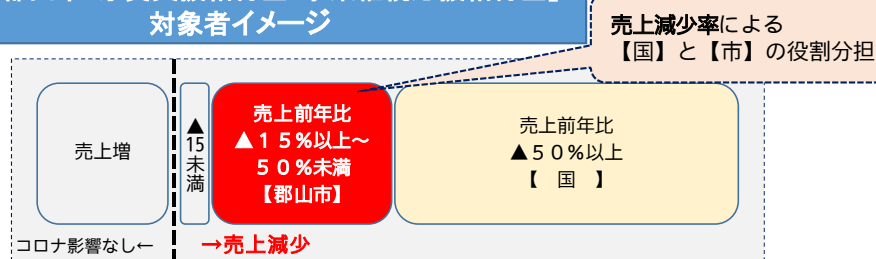 対象者イメージ
売上減少率による
【国】と【市】の役割分担
売上増
▲15未満
売上前年比
▲15%以上～
50%未満
【郡山市】
売上前年比
▲50%以上
【 国 】
コロナ影響なし←
→売上減少